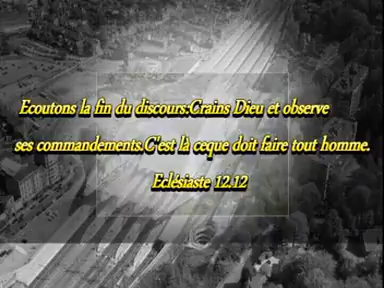 Ecoutons la fin du discours:Crains Dieu et observe
ses commandements.C'est là ceque doit faire tout homme.
Eclésiaste 12.12